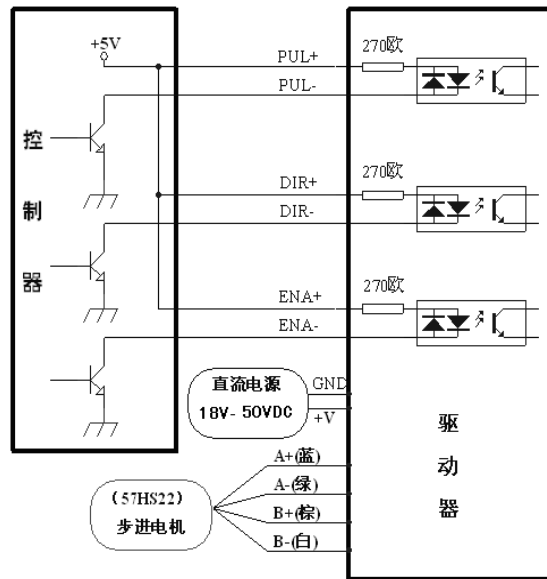 +5V
控
制
器
PUL+
270欧
PUL-
DIR+
270欧
DIR-
ENA+
270欧
ENA-
直流电源
18V- 50VDC
GND
+V
驱
动
器
A+(蓝)
A-(绿)
B+(棕)
B-(白)
(57HS22)
步进电机